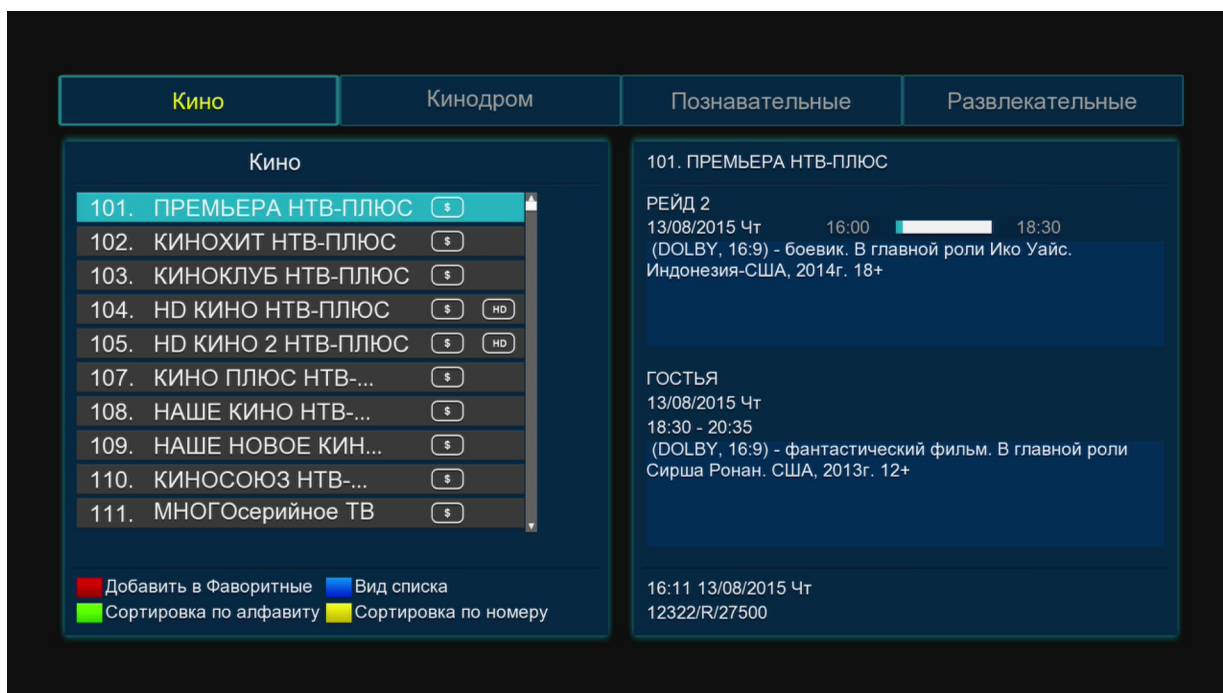 Кино Кинодром Познавательные Развлекательные
Кино
101. ПРЕМЬЕРА НТВ-ПЛЮС $
102. КИНОХИТ НТВ-ПЛЮС $
103. КИНОКЛУБ НТВ-ПЛЮС $
104. HD КИНО НТВ-ПЛЮС $ HD
105. HD КИНО 2 НТВ-ПЛЮС $ HD
107. КИНО ПЛЮС НТВ-... $
108. НАШЕ КИНО НТВ-... $
109. НАШЕ НОВОЕ КИН... $
110. КИНОСОЮЗ НТВ-... $
111. МНОГОсерийное ТВ $
Добавить в Фаворитные Вид списка
Сортировка по алфавиту Сортировка по номеру
101. ПРЕМЬЕРА НТВ-ПЛЮС
РЕЙД 2
13/08/2015 Чт 16:00 18:30
(DOLBY, 16:9) - боевик. В главной роли Ико Уайс.
Индонезия-США, 2014г. 18+
ГОСТЬЯ
13/08/2015 Чт
18:30 - 20:35
(DOLBY, 16:9) - фантастический фильм. В главной роли
Сирша Ронан. США, 2013г. 12+
16:11 13/08/2015 Чт
12322/R/27500